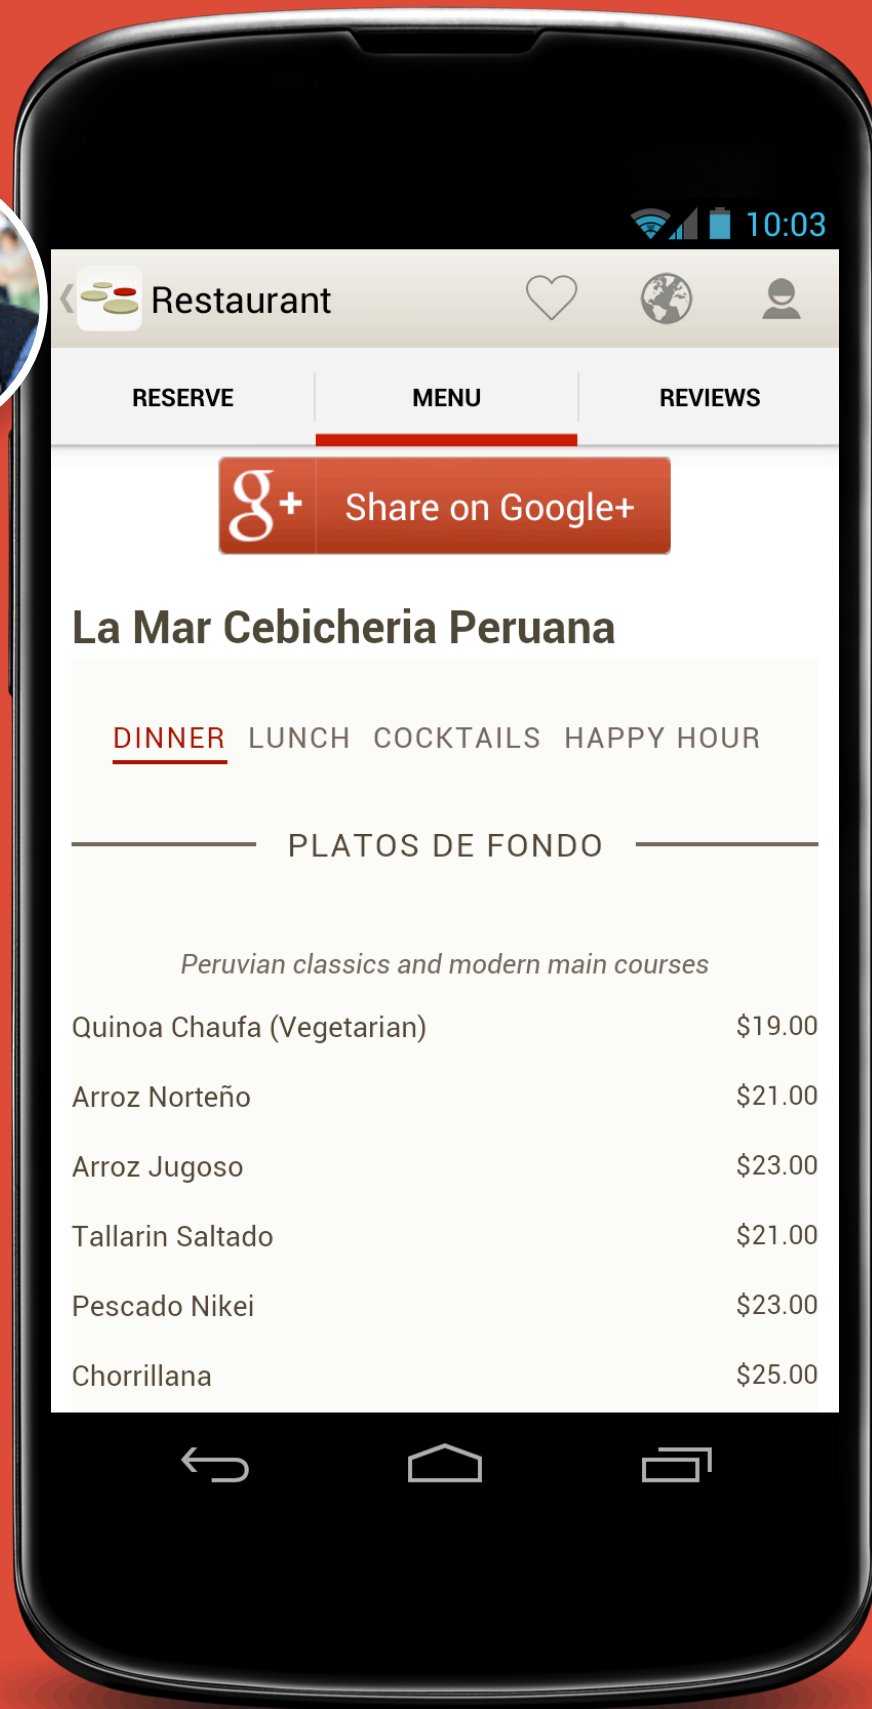 10:03
Restaurant
RESERVE MENU REVIEWS
g+ Share on Google+
La Mar Cebicheria Peruana
DINNER LUNCH COCKTAILS HAPPY HOUR
PLATOS DE FONDO
Peruvian classics and modern main courses
Quinoa Chaufa (Vegetarian) $19.00
Arroz Norteño $21.00
Arroz Jugoso $23.00
Tallarin Saltado $21.00
Pescado Nikei $23.00
Chorrillana $25.00